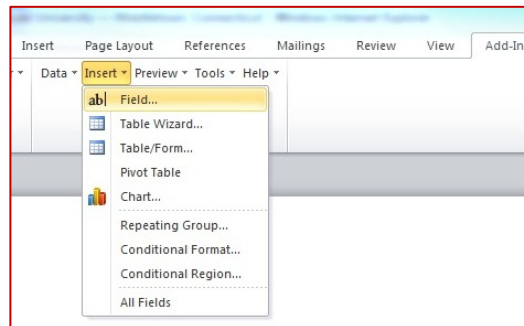 Insert Page Layout References Mailings Review View Add-In
Data Insert Preview Tools Help
ab| Field...
Table Wizard...
Table/Form...
Pivot Table
Chart...
Repeating Group...
Conditional Format...
Conditional Region...
All Fields